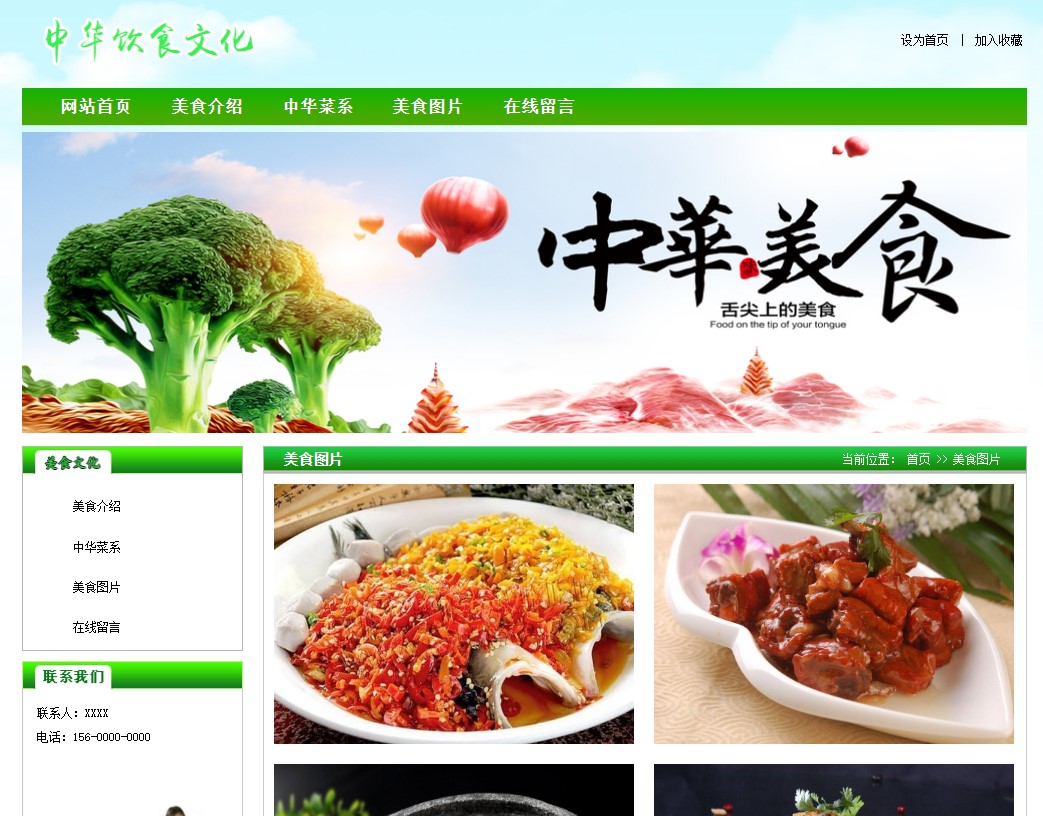 中华饮食文化
设为首页 | 加入收藏
网站首页 美食介绍 中华菜系 美食图片 在线留言
中華美食
舌尖上的美食
Food on the tip of your tongue
美食文化
美食介绍
中华菜系
美食图片
在线留言
联系我们
联系人：XXXX
电话：156-0000-0000
美食图片
当前位置： 首页 >> 美食图片